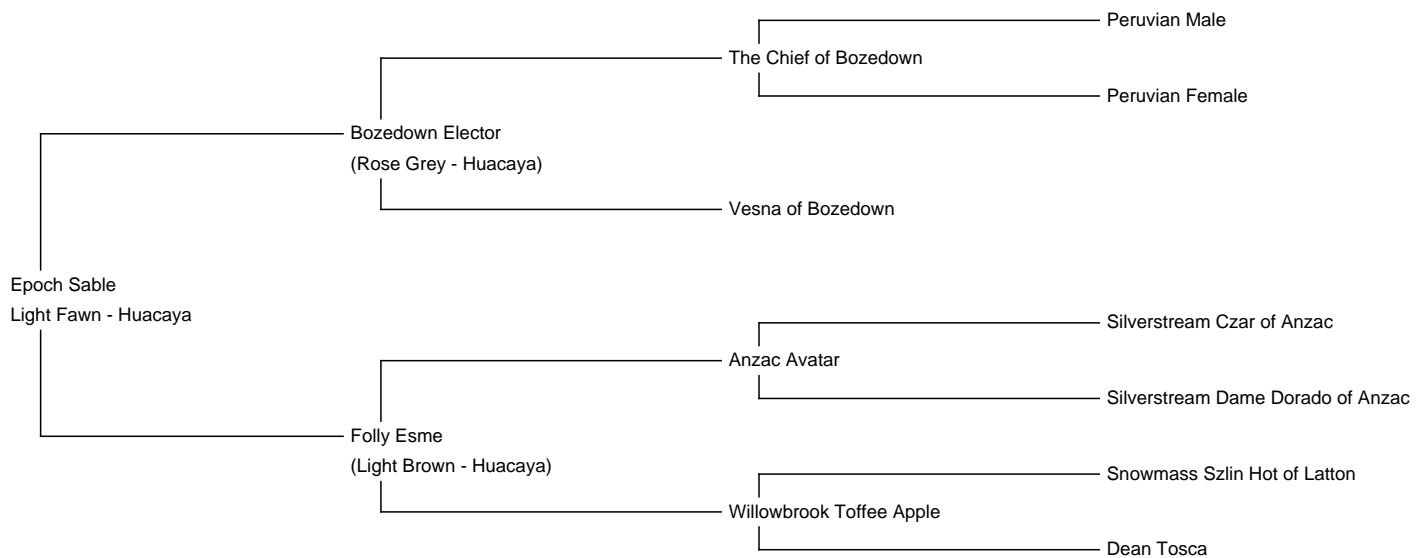 Peruvian Male
The Chief of Bozedown
Peruvian Female
Bozedown Elector
(Rose Grey - Huacaya)
Vesna of Bozedown
Epoch Sable
Light Fawn - Huacaya
Silverstream Czar of Anzac
Anzac Avatar
Silverstream Dame Dorado of Anzac
Folly Esme
(Light Brown - Huacaya)
Snowmass Szlin Hot of Latton
Willowbrook Toffee Apple
Dean Tosca